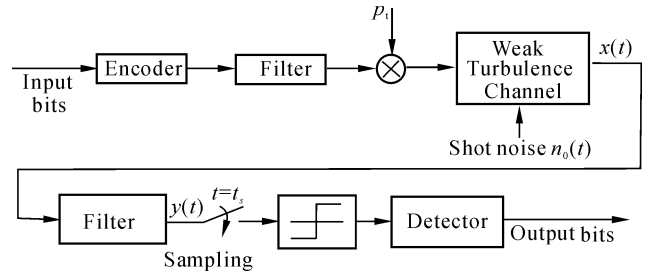 p_t
Input bits
Encoder
Filter
Weak
Turbulence
Channel
x(t)
Shot noise n_0(t)
Filter
y(t)
t=t_s
Sampling
Detector
Output bits